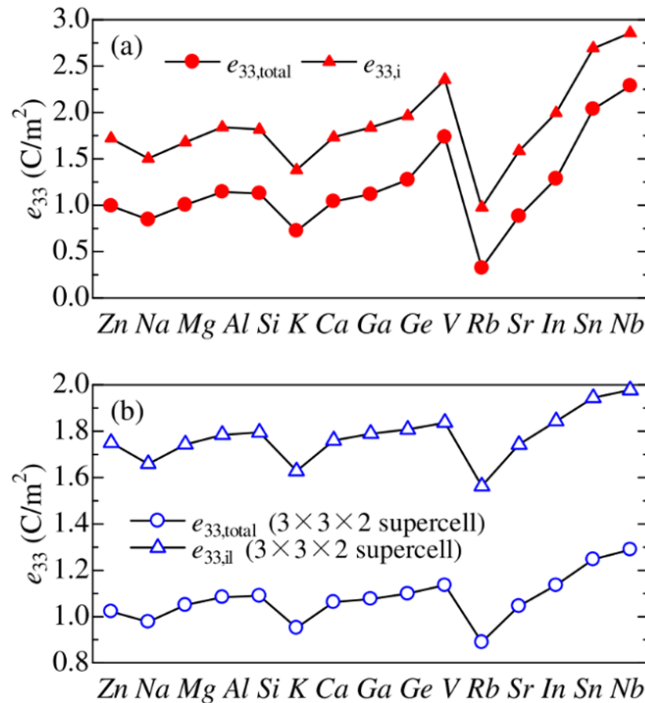 (a)
e33,total e33,i
e33 (C/m²)
3.0
2.5
2.0
1.5
1.0
0.5
0.0
Zn Na Mg Al Si K Ca Ga Ge V Rb Sr In Sn Nb
(b)
e33,total (3×3×2 supercell)
e33,il (3×3×2 supercell)
e33 (C/m²)
2.0
1.8
1.6
1.4
1.2
1.0
0.8
Zn Na Mg Al Si K Ca Ga Ge V Rb Sr In Sn Nb